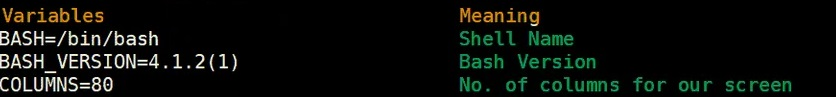 Variables Meaning
BASH=/bin/bash Shell Name
BASH_VERSION=4.1.2(1) Bash Version
COLUMNS=80 No. of columns for our screen